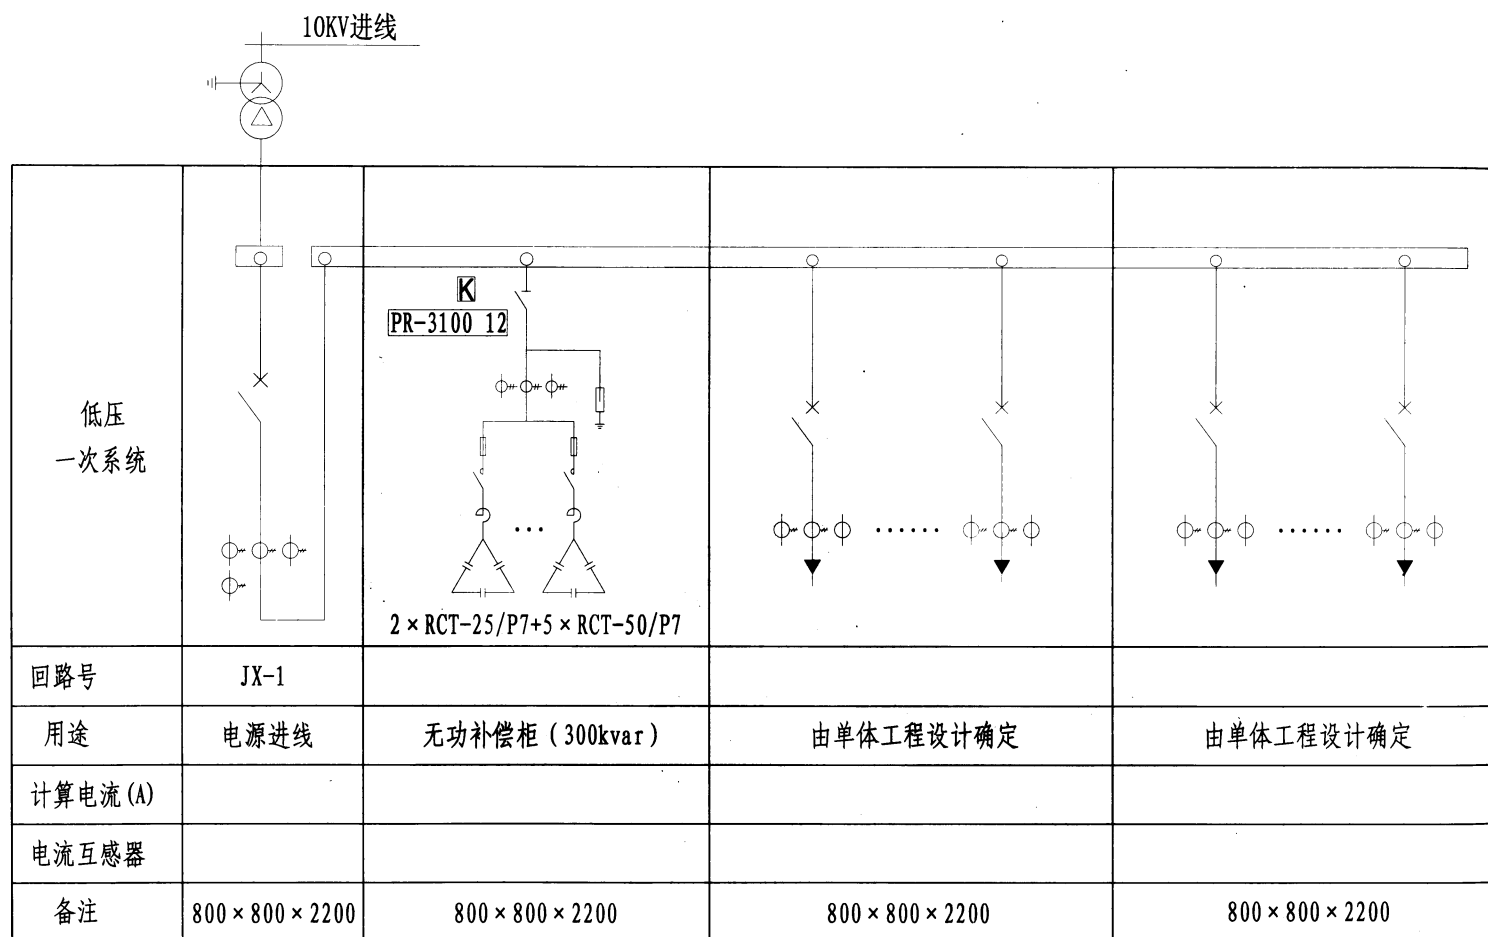 10KV进线
K
PR-3100 12
低压
一次系统
2×RCT-25/P7+5×RCT-50/P7
回路号 JX-1
用途 电源进线 无功补偿柜（300kvar） 由单体工程设计确定 由单体工程设计确定
计算电流(A)
电流互感器
备注 800×800×2200 800×800×2200 800×800×2200 800×800×2200